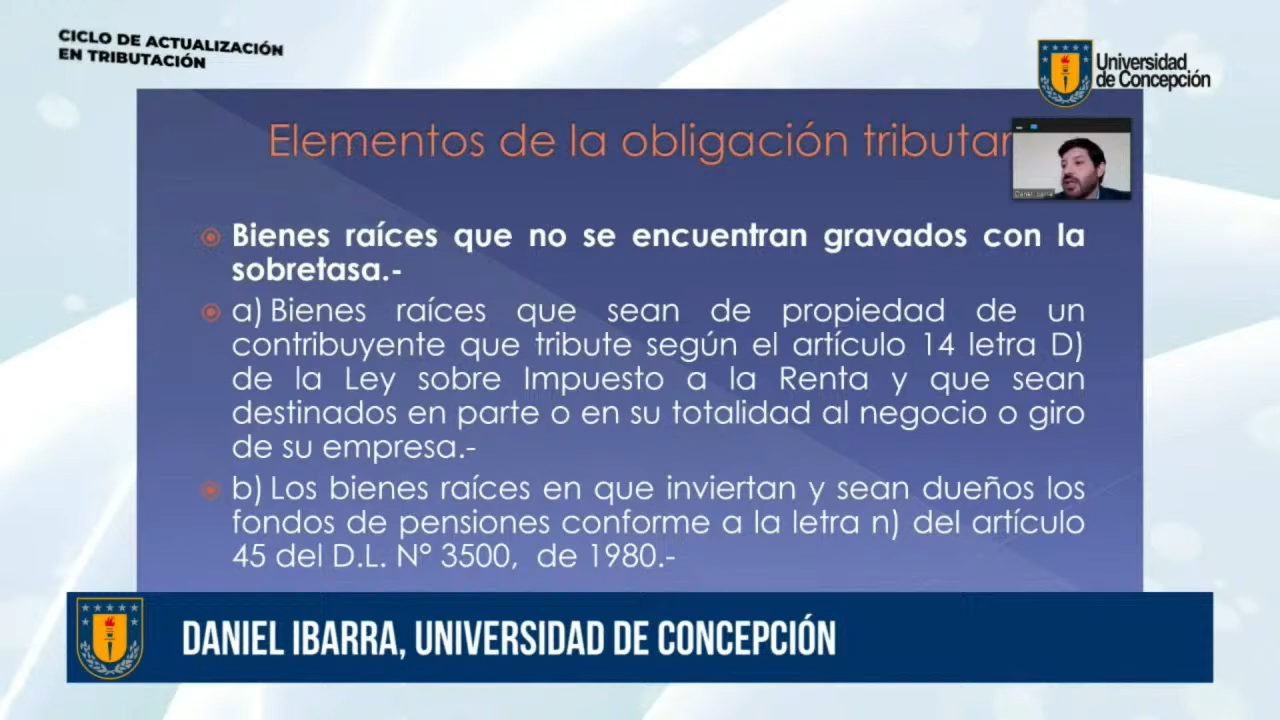 CICLO DE ACTUALIZACIÓN
EN TRIBUTACIÓN
Universidad
de Concepción
Elementos de la obligación tributar
Daniel Ibarra
Bienes raíces que no se encuentran gravados con la
sobretasa.-
a) Bienes raíces que sean de propiedad de un
contribuyente que tribute según el artículo 14 letra D)
de la Ley sobre Impuesto a la Renta y que sean
destinados en parte o en su totalidad al negocio o giro
de su empresa.-
b) Los bienes raíces en que inviertan y sean dueños los
fondos de pensiones conforme a la letra n) del artículo
45 del D.L. N° 3500, de 1980.-
DANIEL IBARRA, UNIVERSIDAD DE CONCEPCIÓN